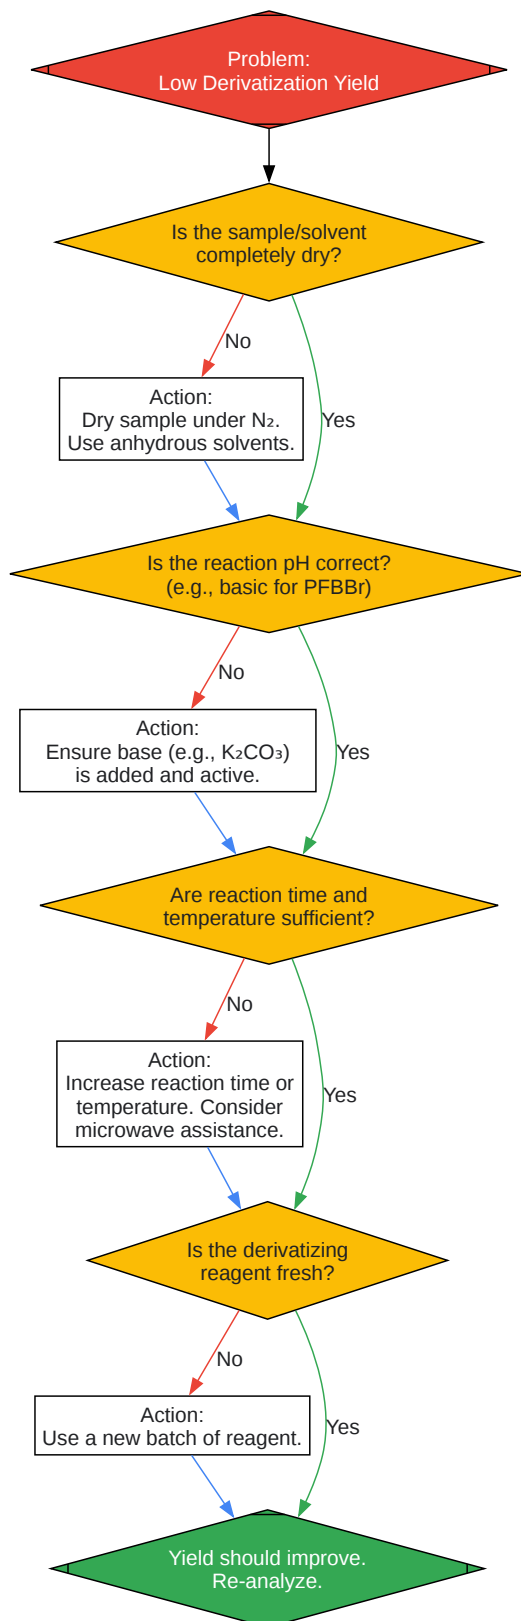 Problem:
Low Derivatization Yield
Is the sample/solvent
completely dry?
No
Action:
Dry sample under N₂.
Use anhydrous solvents.
Yes
Is the reaction pH correct?
(e.g., basic for PFBBr)
No
Action:
Ensure base (e.g., K₂CO₃)
is added and active.
Yes
Are reaction time and
temperature sufficient?
No
Action:
Increase reaction time or
temperature. Consider
microwave assistance.
Yes
Is the derivatizing
reagent fresh?
No
Action:
Use a new batch of reagent.
Yes
Yield should improve.
Re-analyze.